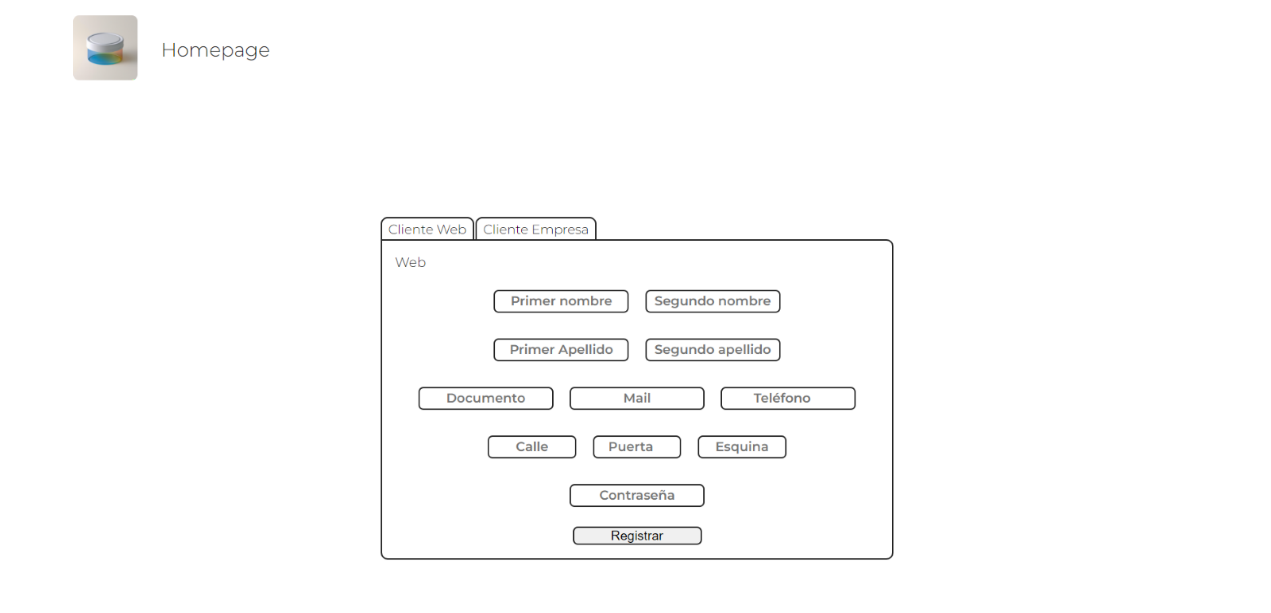 Homepage
Cliente Web Cliente Empresa
Web
Primer nombre Segundo nombre
Primer Apellido Segundo apellido
Documento Mail Teléfono
Calle Puerta Esquina
Contraseña
Registrar